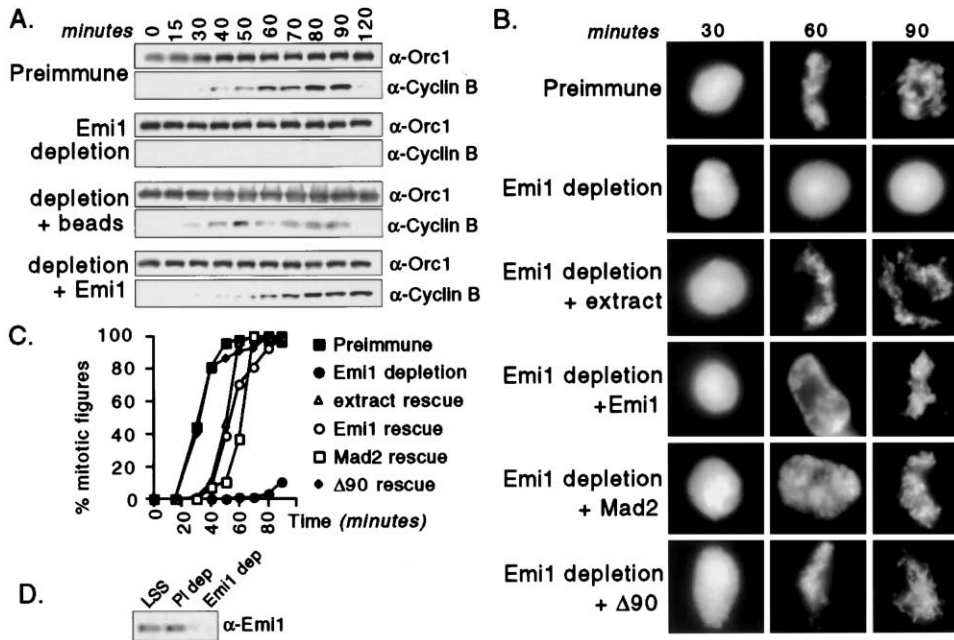 A.
minutes 0 15 30 40 50 60 70 80 90 120
Preimmune
α-Orc1
α-Cyclin B
Emi1 depletion
α-Orc1
α-Cyclin B
depletion + beads
α-Orc1
α-Cyclin B
depletion + Emi1
α-Orc1
α-Cyclin B
B.
minutes 30 60 90
Preimmune
Emi1 depletion
Emi1 depletion
+ extract
Emi1 depletion
+Emi1
Emi1 depletion
+ Mad2
Emi1 depletion
+ Δ90
C.
% mitotic figures
100
80
60
40
20
0
0 20 40 60 80
Time (minutes)
Preimmune
Emi1 depletion
extract rescue
Emi1 rescue
Mad2 rescue
Δ90 rescue
D.
LSS PI dep Emi1 dep
α-Emi1